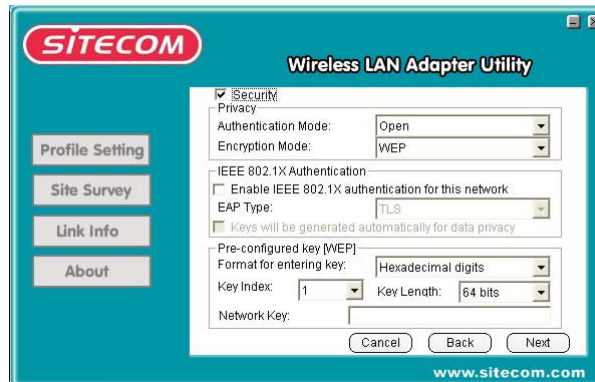 SITECOM
Wireless LAN Adapter Utility
Security
Privacy
Authentication Mode: Open
Encryption Mode: WEP
Profile Setting
IEEE 802.1X Authentication
Enable IEEE 802.1X authentication for this network
Site Survey
EAP Type: TLS
Keys will be generated automatically for data privacy
Link Info
Pre-configured key [WEP]
Format for entering key: Hexadecimal digits
About
Key Index: 1 Key Length: 64 bits
Network Key:
Cancel Back Next
www.sitecom.com